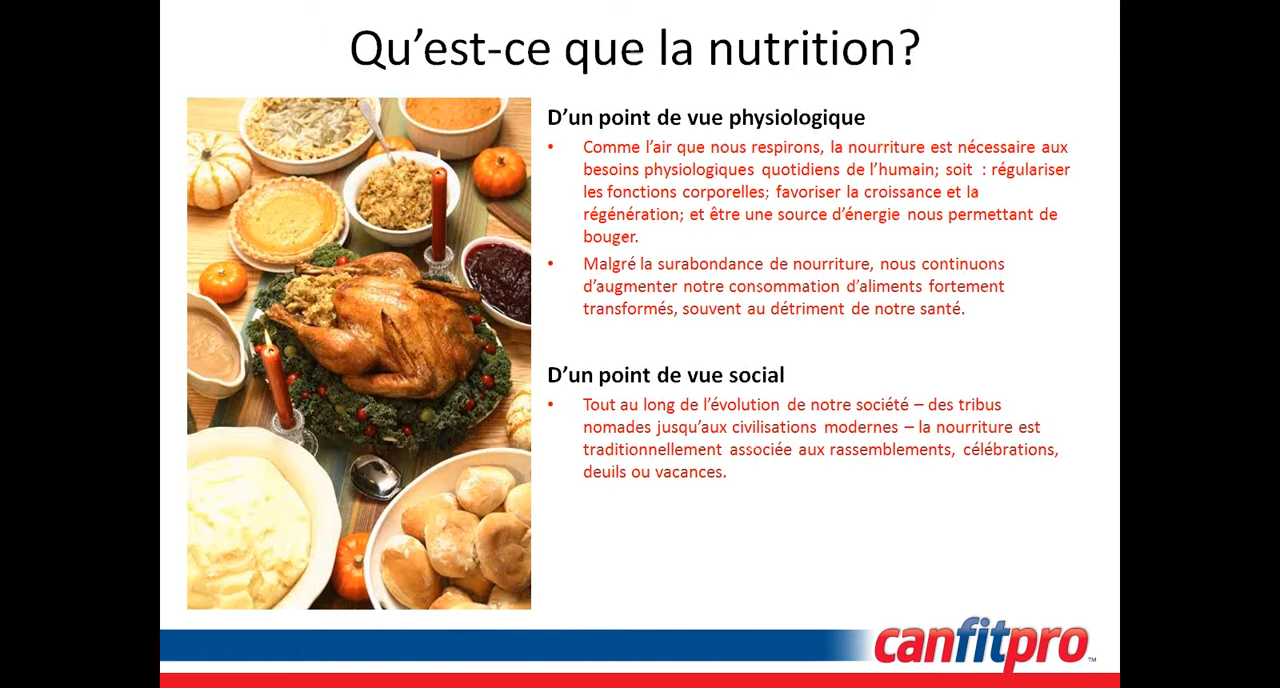 Qu’est-ce que la nutrition?
D’un point de vue physiologique
• Comme l’air que nous respirons, la nourriture est nécessaire aux
besoins physiologiques quotidiens de l’humain; soit : régulariser
les fonctions corporelles; favoriser la croissance et la
régénération; et être une source d’énergie nous permettant de
bouger.
• Malgré la surabondance de nourriture, nous continuons
d’augmenter notre consommation d’aliments fortement
transformés, souvent au détriment de notre santé.
D’un point de vue social
• Tout au long de l’évolution de notre société – des tribus
nomades jusqu’aux civilisations modernes – la nourriture est
traditionnellement associée aux rassemblements, célébrations,
deuils ou vacances.
canfitpro™